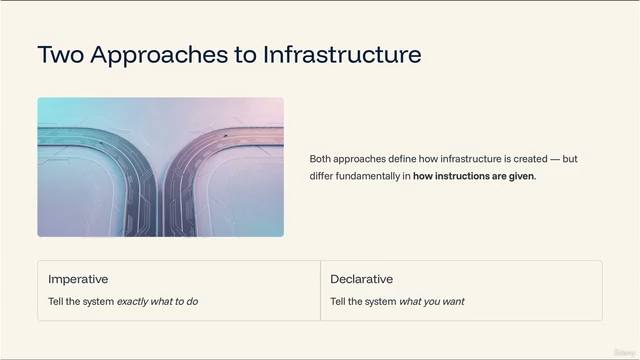 Two Approaches to Infrastructure
Both approaches define how infrastructure is created — but
differ fundamentally in how instructions are given.
Imperative
Tell the system exactly what to do
Declarative
Tell the system what you want
Udemy